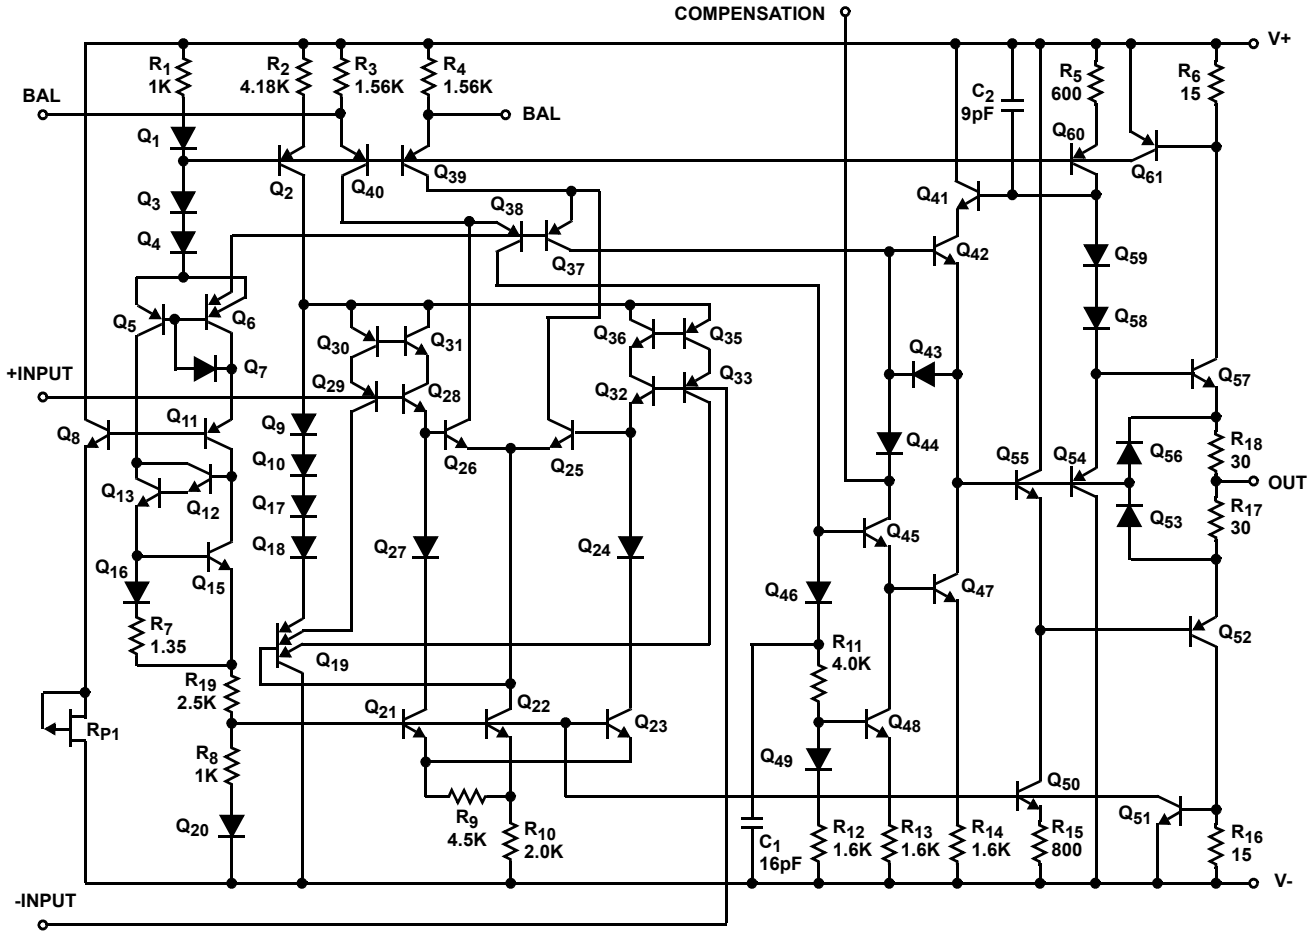 COMPENSATION
V+
R1
1K
R2
4.18K
R3
1.56K
R4
1.56K
C2
9pF
R5
600
R6
15
BAL
BAL
Q1
Q2
Q40
Q39
Q60
Q61
Q3
Q4
Q38
Q37
Q41
Q42
Q59
Q58
Q5
Q6
Q7
Q30
Q31
Q36
Q35
Q43
+INPUT
Q29
Q28
Q32
Q33
Q57
Q8
Q11
Q9
Q26
Q25
Q44
Q10
Q55
Q54
Q56
R18
30
OUT
Q13
Q12
Q17
Q53
R17
30
Q18
Q27
Q24
Q45
Q16
Q15
Q46
Q47
R7
1.35
Q19
R11
4.0K
Q52
R19
2.5K
RP1
Q21
Q22
Q23
Q48
R8
1K
Q49
Q50
Q20
R9
4.5K
R10
2.0K
C1
16pF
R12
1.6K
R13
1.6K
R14
1.6K
R15
800
Q51
R16
15
V-
-INPUT